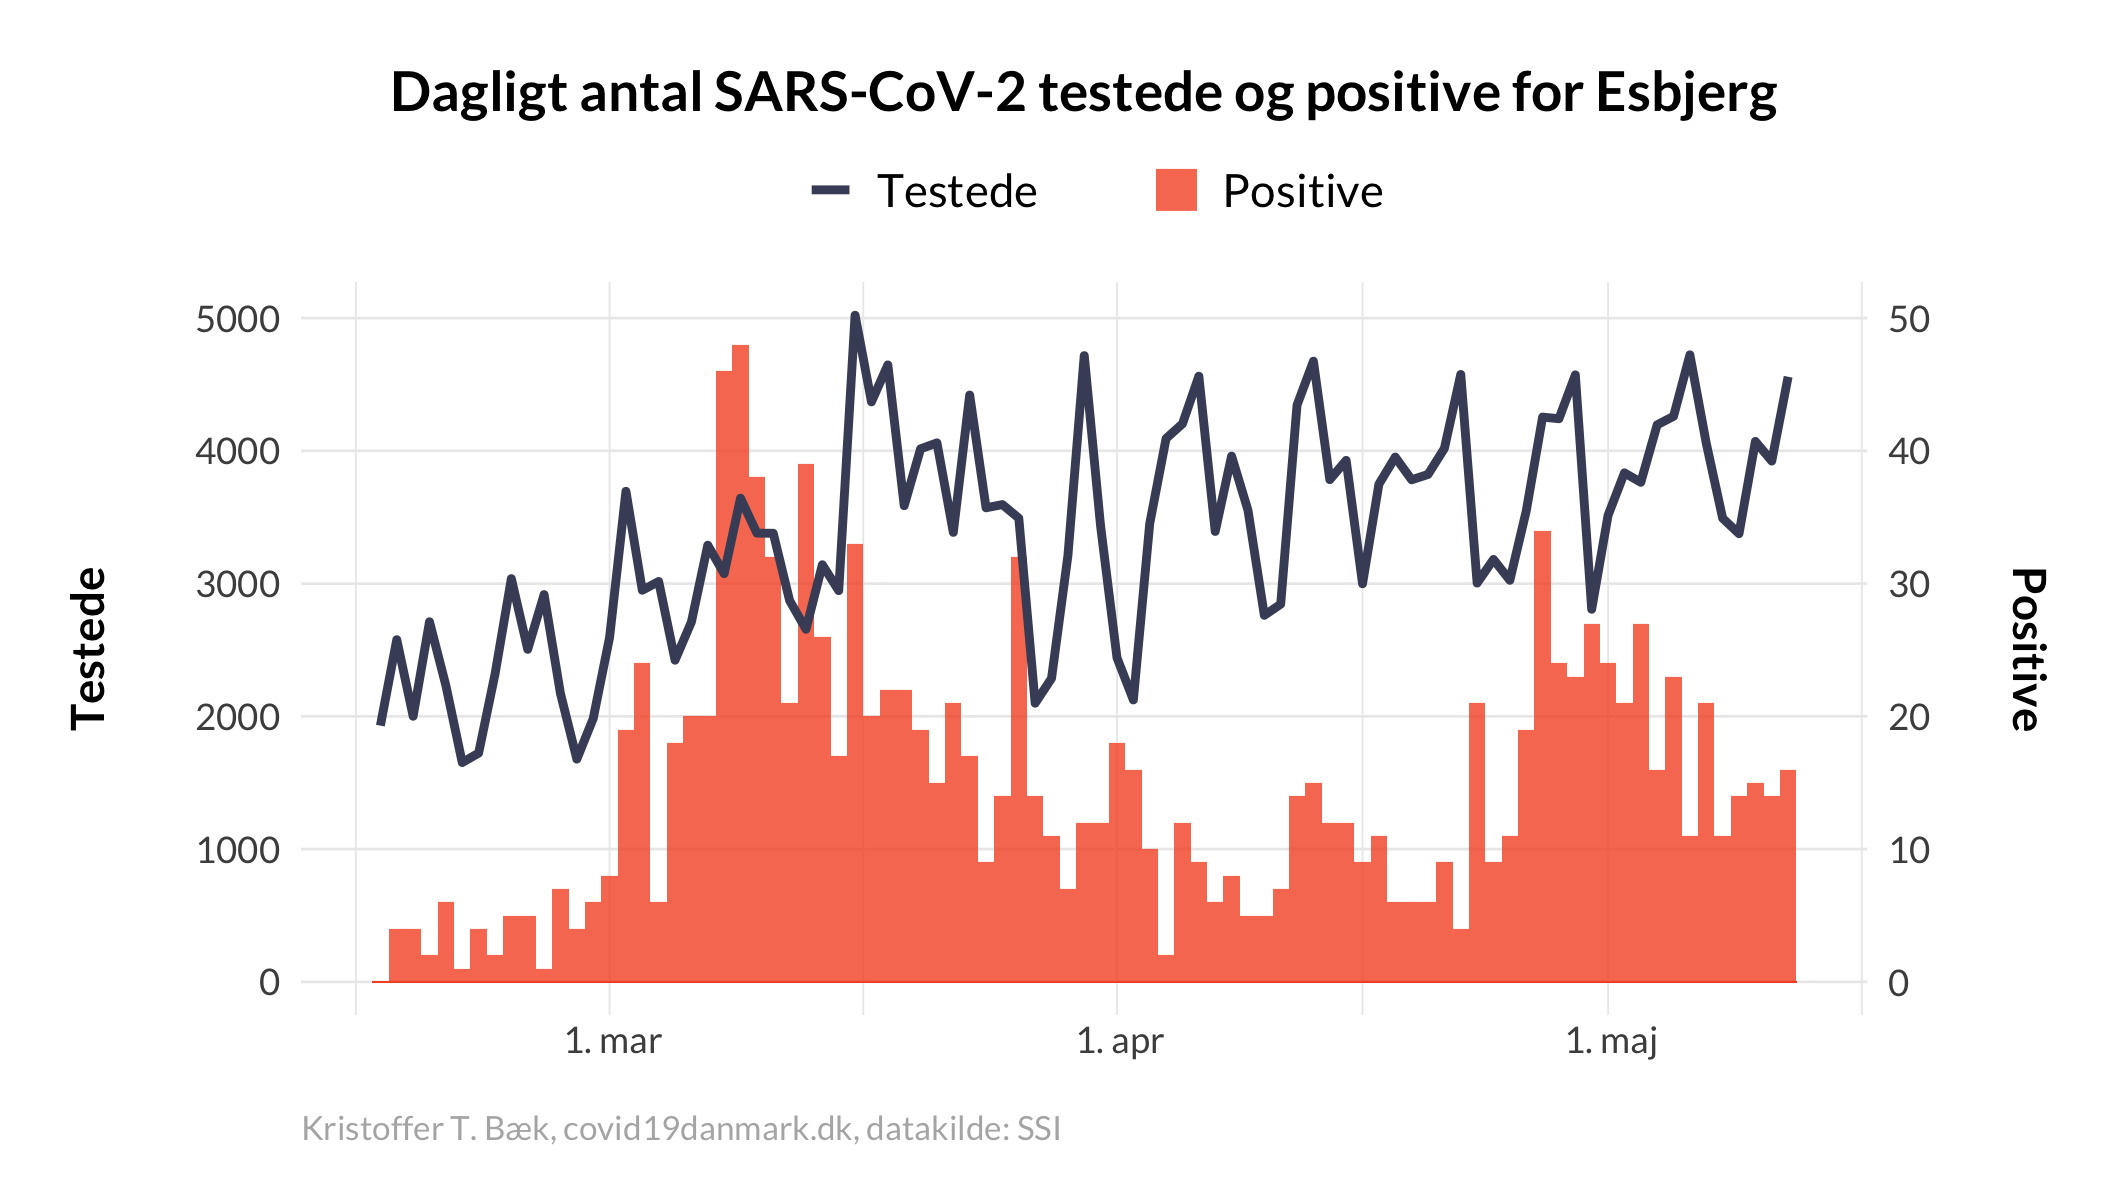 Dagligt antal SARS-CoV-2 testede og positive for Esbjerg
Testede
Positive
5000
4000
3000
2000
1000
0
Testede
50
40
30
20
10
0
Positive
1. mar
1. apr
1. maj
Kristoffer T. Bæk, covid19danmark.dk, datakilde: SSI